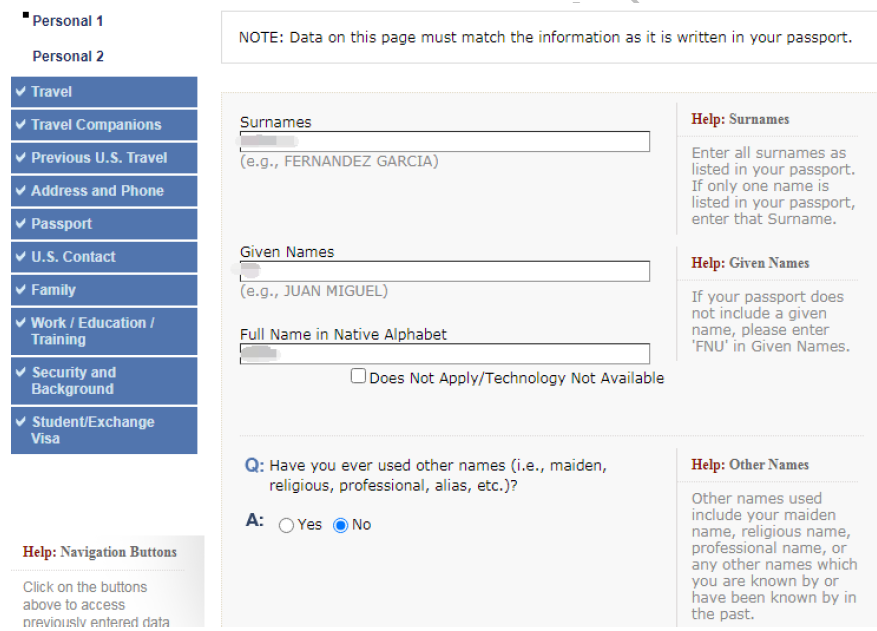 Personal 1
Personal 2
Travel
Travel Companions
Previous U.S. Travel
Address and Phone
Passport
U.S. Contact
Family
Work / Education /
Training
Security and
Background
Student/Exchange
Visa
Help: Navigation Buttons
Click on the buttons
above to access
previously entered data
NOTE: Data on this page must match the information as it is written in your passport.
Surnames
(e.g., FERNANDEZ GARCIA)
Help: Surnames
Enter all surnames as
listed in your passport.
If only one name is
listed in your passport,
enter that Surname.
Given Names
(e.g., JUAN MIGUEL)
Help: Given Names
If your passport does
not include a given
name, please enter
'FNU' in Given Names.
Full Name in Native Alphabet
Does Not Apply/Technology Not Available
Q: Have you ever used other names (i.e., maiden,
religious, professional, alias, etc.)?
A: Yes No
Help: Other Names
Other names used
include your maiden
name, religious name,
professional name, or
any other names which
you are known by or
have been known by in
the past.